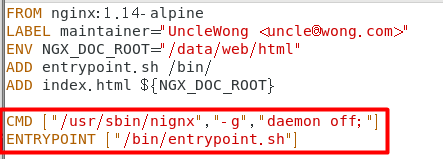 FROM nginx:1.14-alpine
LABEL maintainer="UncleWong <uncle@wong.com>"
ENV NGX_DOC_ROOT="/data/web/html"
ADD entrypoint.sh /bin/
ADD index.html ${NGX_DOC_ROOT}
CMD ["/usr/sbin/nignx","-g","daemon off;"]
ENTRYPOINT ["/bin/entrypoint.sh"]